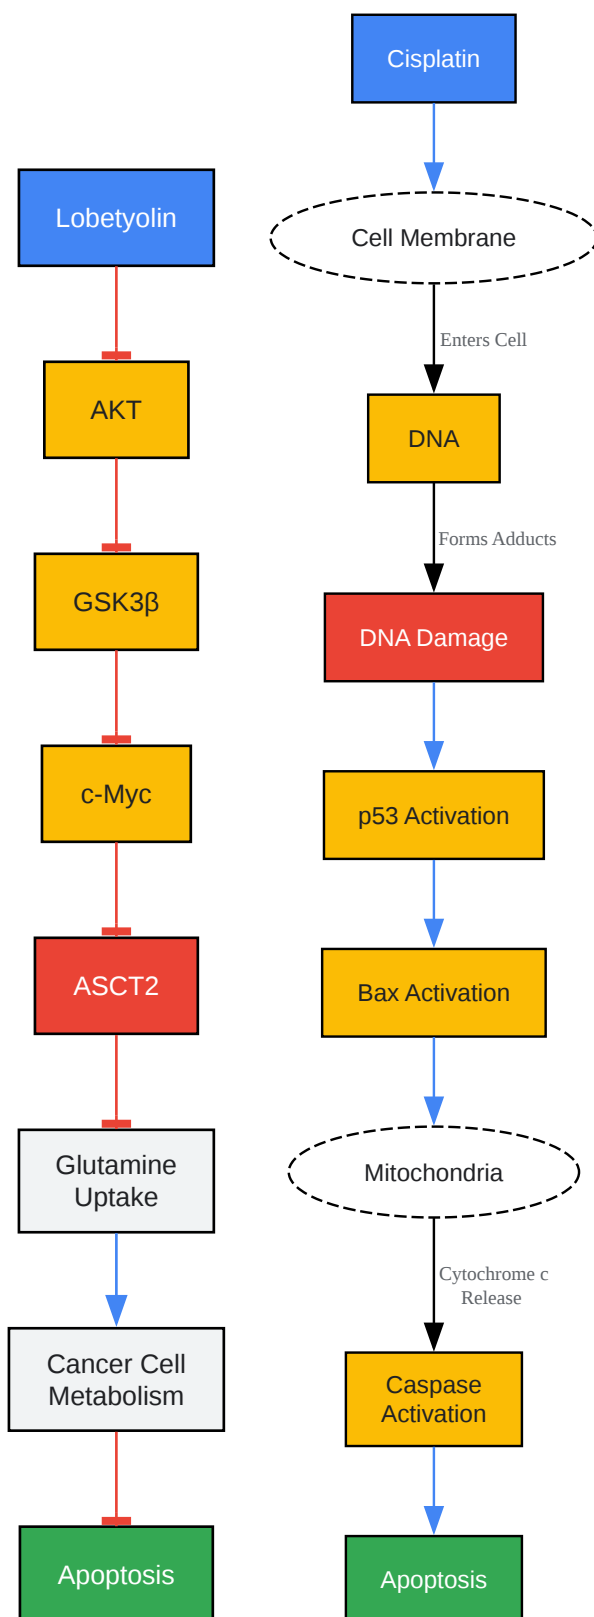 Lobetyolin
AKT
GSK3β
c-Myc
ASCT2
Glutamine
Uptake
Cancer Cell
Metabolism
Apoptosis
Cisplatin
Cell Membrane
Enters Cell
DNA
Forms Adducts
DNA Damage
p53 Activation
Bax Activation
Mitochondria
Cytochrome c
Release
Caspase
Activation
Apoptosis